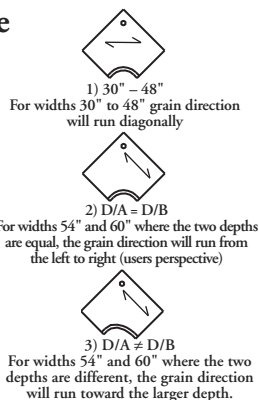 e
1) 30" – 48"
For widths 30" to 48" grain direction
will run diagonally
2) D/A = D/B
For widths 54" and 60" where the two depths
are equal, the grain direction will run from
the left to right (users perspective)
3) D/A ≠ D/B
For widths 54" and 60" where the two
depths are different, the grain direction
will run toward the larger depth.